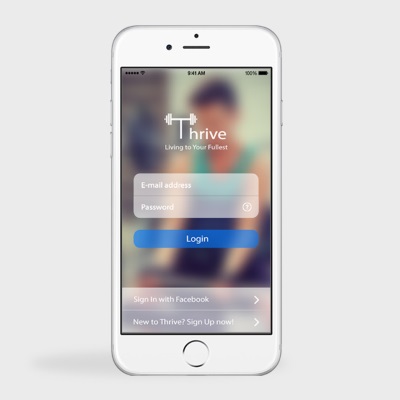 9:41 AM
100%
Thrive
Living to Your Fullest
E-mail address
Password
?
Login
Sign In with Facebook
New to Thrive? Sign Up now!